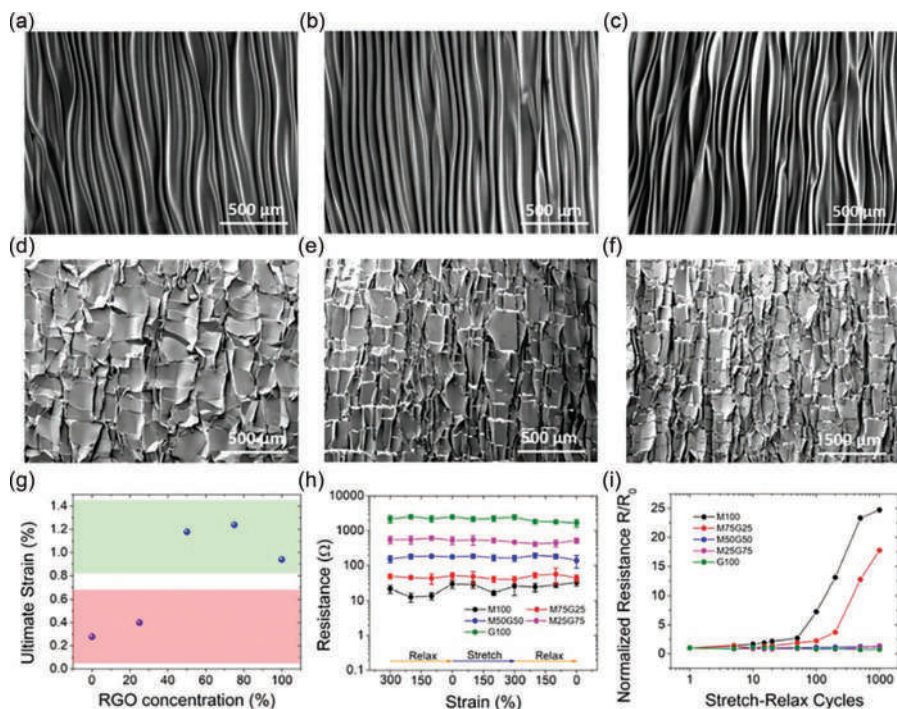 (a)
(b)
(c)
500 µm
500 µm
500 µm
(d)
(e)
(f)
500 µm
500 µm
1500 µm
(g)
(h)
(i)
Ultilmate Strain (%)
1.4
1.2
1.0
0.8
0.6
0.4
0.2
0.0
0 20 40 60 80 100
RGO concentration (%)
Resistance (Ω)
10000
1000
100
10
1
0.1
M100 M75G25
M50G50 M25G75
G100
Relax Stretch Relax
300 150 0 150 300 150 0
Strain (%)
Normalized Resistance R/R0
25
20
15
10
5
0
M100
M75G25
M50G50
M25G75
G100
1 10 100 1000
Stretch-Relax Cycles